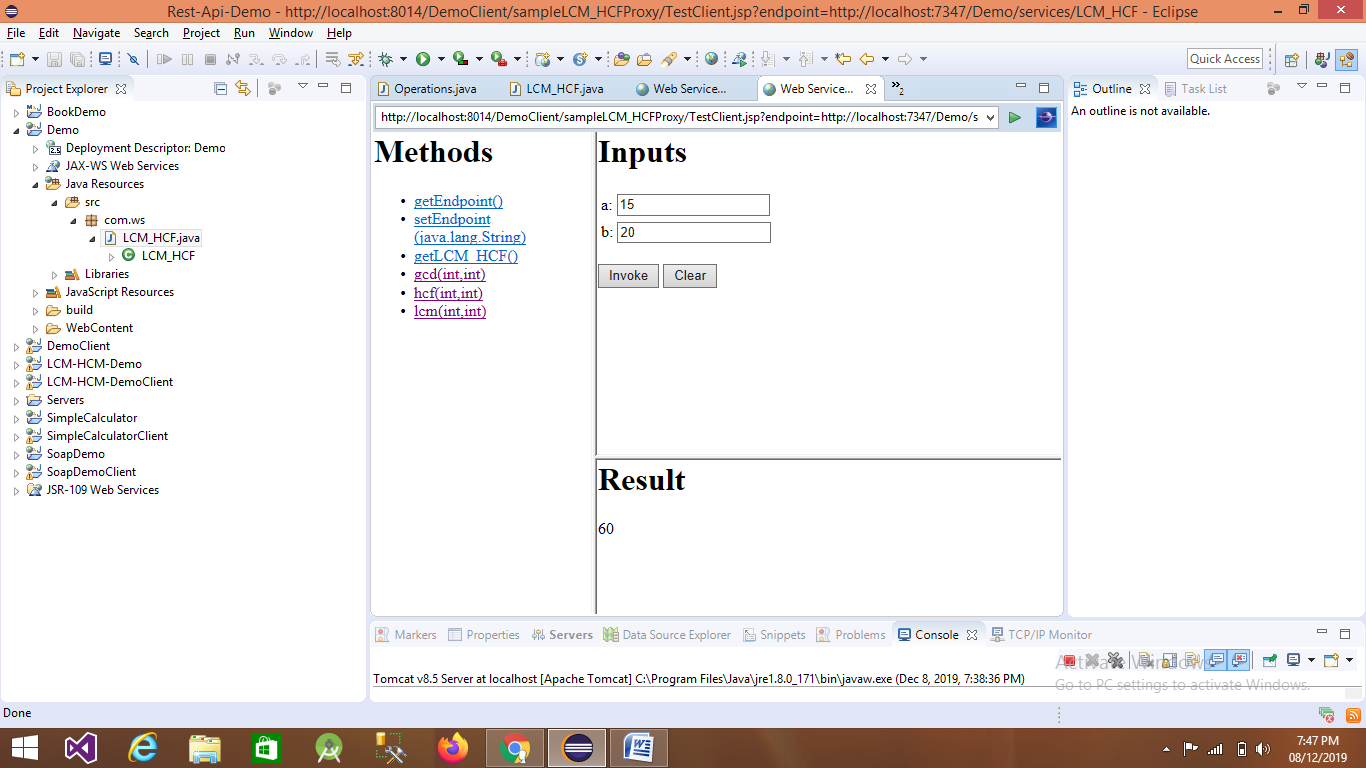 Rest-Api-Demo - http://localhost:8014/DemoClient/sampleLCM_HCFProxy/TestClient.jsp?endpoint=http://localhost:7347/Demo/services/LCM_HCF - Eclipse
File Edit Navigate Search Project Run Window Help
Quick Access
Project Explorer
BookDemo
Demo
Deployment Descriptor: Demo
JAX-WS Web Services
Java Resources
src
com.ws
LCM_HCF.java
LCM_HCF
Libraries
JavaScript Resources
build
WebContent
DemoClient
LCM-HCM-Demo
LCM-HCM-DemoClient
Servers
SimpleCalculator
SimpleCalculatorClient
SoapDemo
SoapDemoClient
JSR-109 Web Services
Operations.java LCM_HCF.java Web Service... Web Service... »2
http://localhost:8014/DemoClient/sampleLCM_HCFProxy/TestClient.jsp?endpoint=http://localhost:7347/Demo/s
Methods
getEndpoint()
setEndpoint
(java.lang.String)
getLCM_HCF()
gcd(int,int)
hcf(int,int)
lcm(int,int)
Inputs
a: 15
b: 20
Invoke Clear
Result
60
Outline Task List
An outline is not available.
Markers Properties Servers Data Source Explorer Snippets Problems Console TCP/IP Monitor
Tomcat v8.5 Server at localhost [Apache Tomcat] C:\Program Files\Java\jre1.8.0_171\bin\javaw.exe (Dec 8, 2019, 7:38:36 PM)
Activate Windows
Go to PC settings to activate Windows.
Done
7:47 PM
08/12/2019